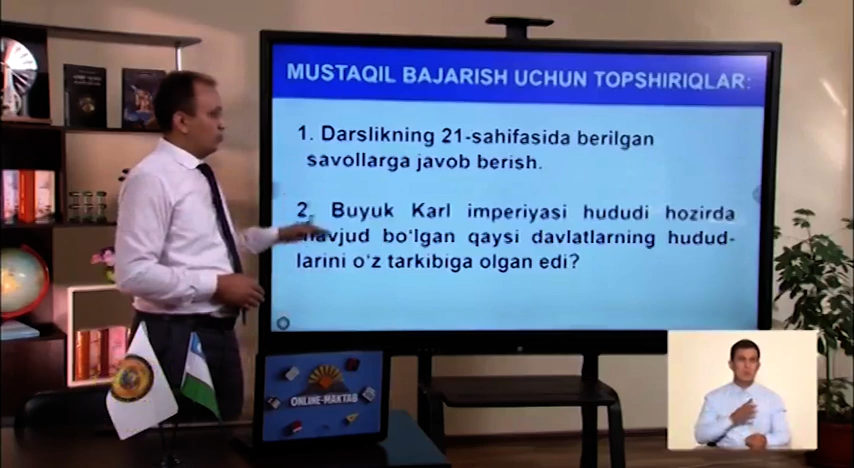 MUSTAQIL BAJARISH UCHUN TOPSHIRIQLAR:
1. Darslikning 21-sahifasida berilgan
savollarga javob berish.
2. Buyuk Karl imperiyasi hududi hozirda
mavjud bo'lgan qaysi davlatlarning hudud-
larini o'z tarkibiga olgan edi?
ONLINE-MAKTAB